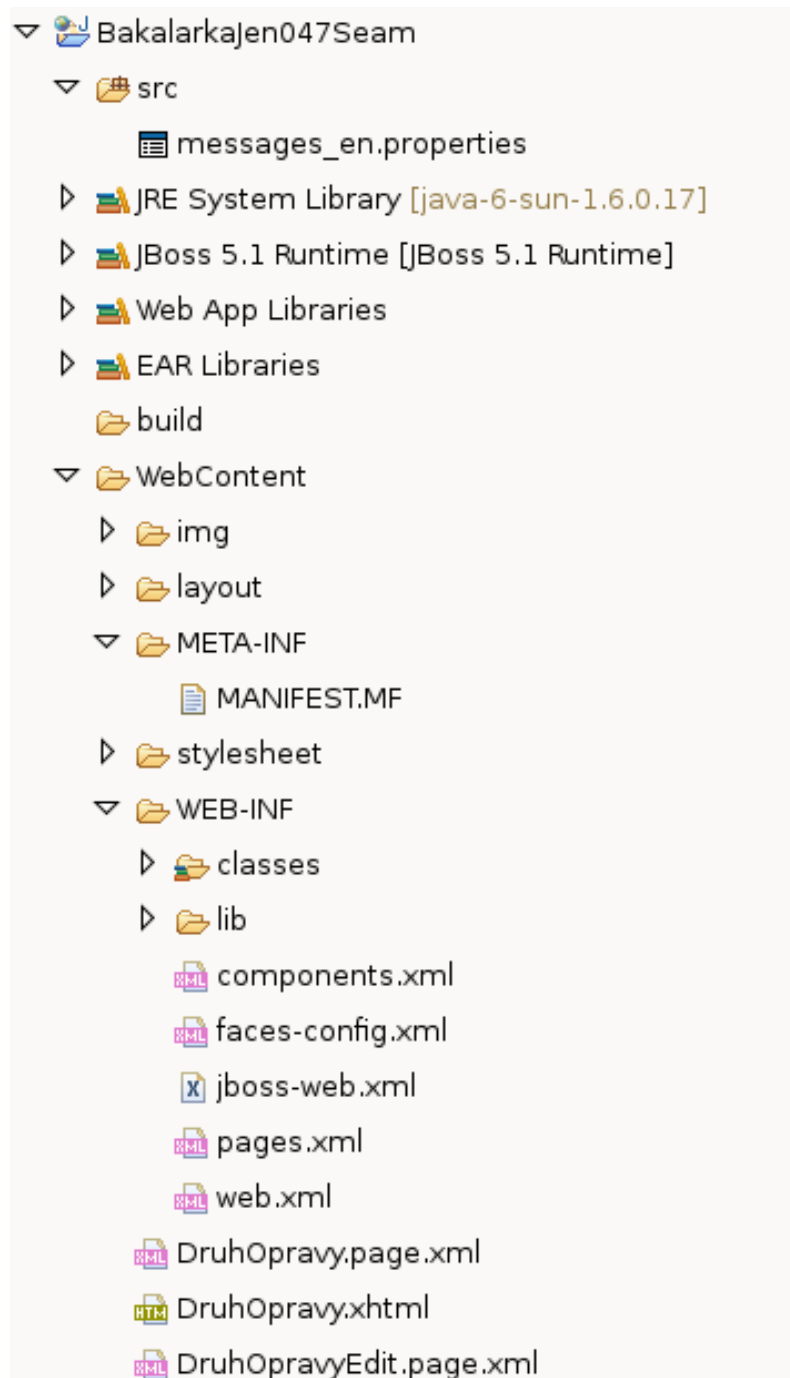 BakalarkaJen047Seam
src
messages_en.properties
JRE System Library [java-6-sun-1.6.0.17]
JBoss 5.1 Runtime [JBoss 5.1 Runtime]
Web App Libraries
EAR Libraries
build
WebContent
img
layout
META-INF
MANIFEST.MF
stylesheet
WEB-INF
classes
lib
components.xml
faces-config.xml
jboss-web.xml
pages.xml
web.xml
DruhOpravy.page.xml
DruhOpravy.xhtml
DruhOpravyEdit.page.xml